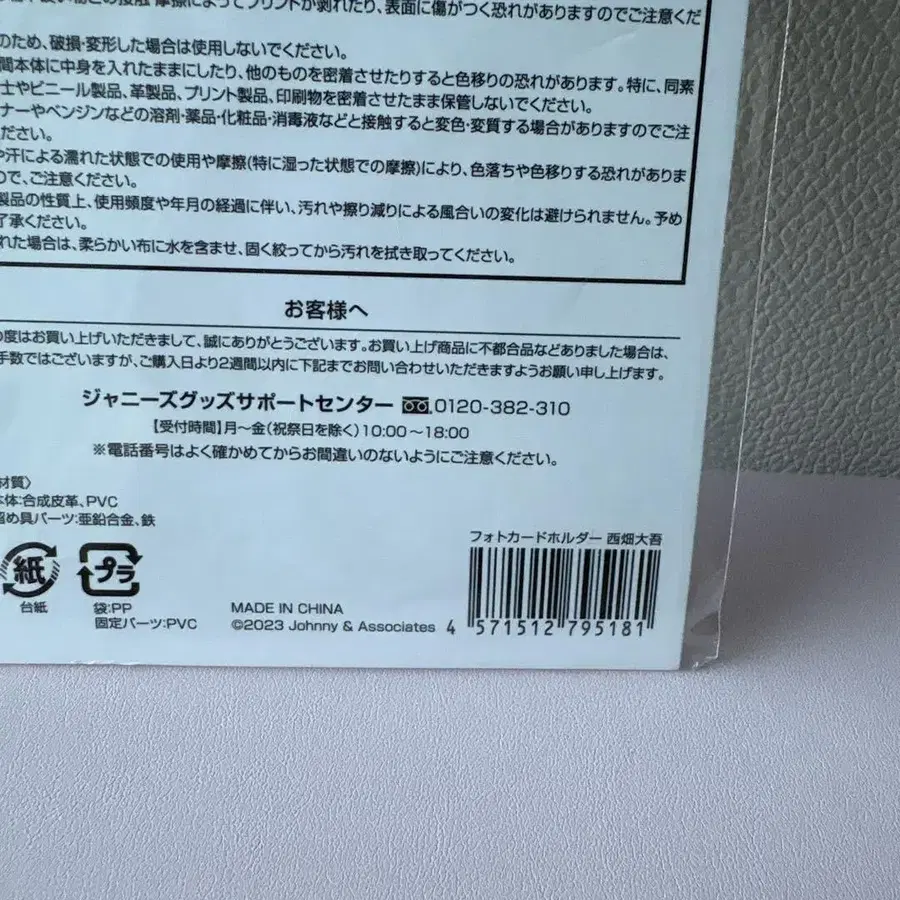 接触・摩擦によってプリントが剥れたり、表面に傷がつく恐れがありますのでご注意くだ
のため、破損・変形した場合は使用しないでください。
間本体に中身を入れたままにしたり、他のものを密着させたりすると色移りの恐れがあります。特に、同素
士やビニール製品、革製品、プリント製品、印刷物を密着させたまま保管しないでください。
ナーやベンジンなどの溶剤・薬品・化粧品・消毒液などと接触すると変色・変質する場合がありますのでご注
ださい。
や汗による濡れた状態での使用や摩擦(特に湿った状態での摩擦)により、色落ちや色移りする恐れがありま
ので、ご注意ください。
製品の性質上、使用頻度や年月の経過に伴い、汚れや擦り減りによる風合いの変化は避けられません。予め
了承ください。
れた場合は、柔らかい布に水を含ませ、固く絞ってから汚れを拭き取ってください。
お客様へ
の度はお買い上げいただきまして、誠にありがとうございます。お買い上げ商品に不都合品などありました場合は、
手数ではございますが、ご購入日より2週間以内に下記までお問い合わせいただきますようお願い申し上げます。
ジャニーズグッズサポートセンター 0120-382-310
【受付時間】月〜金(祝祭日を除く)10:00〜18:00
※電話番号はよく確かめてからお間違いのないようにご注意ください。
材質〉
本体:合成皮革、PVC
留め具パーツ:亜鉛合金、鉄
紙
台紙
プラ
袋:PP
固定パーツ:PVC
MADE IN CHINA
©2023 Johnny & Associates
フォトカードホルダー 西畑大吾
4 571512 795181